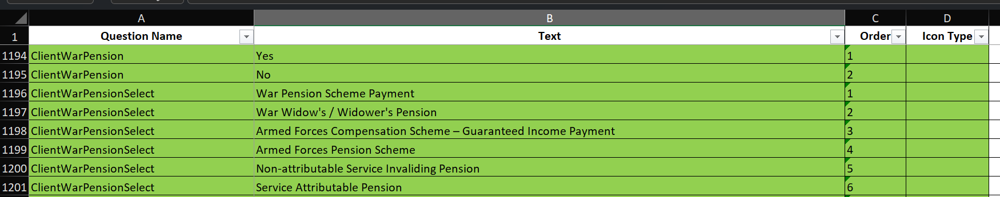 A B C D
1 Question Name Text Order Icon Type
1194 ClientWarPension Yes 1
1195 ClientWarPension No 2
1196 ClientWarPensionSelect War Pension Scheme Payment 1
1197 ClientWarPensionSelect War Widow's / Widower's Pension 2
1198 ClientWarPensionSelect Armed Forces Compensation Scheme – Guaranteed Income Payment 3
1199 ClientWarPensionSelect Armed Forces Pension Scheme 4
1200 ClientWarPensionSelect Non-attributable Service Invaliding Pension 5
1201 ClientWarPensionSelect Service Attributable Pension 6